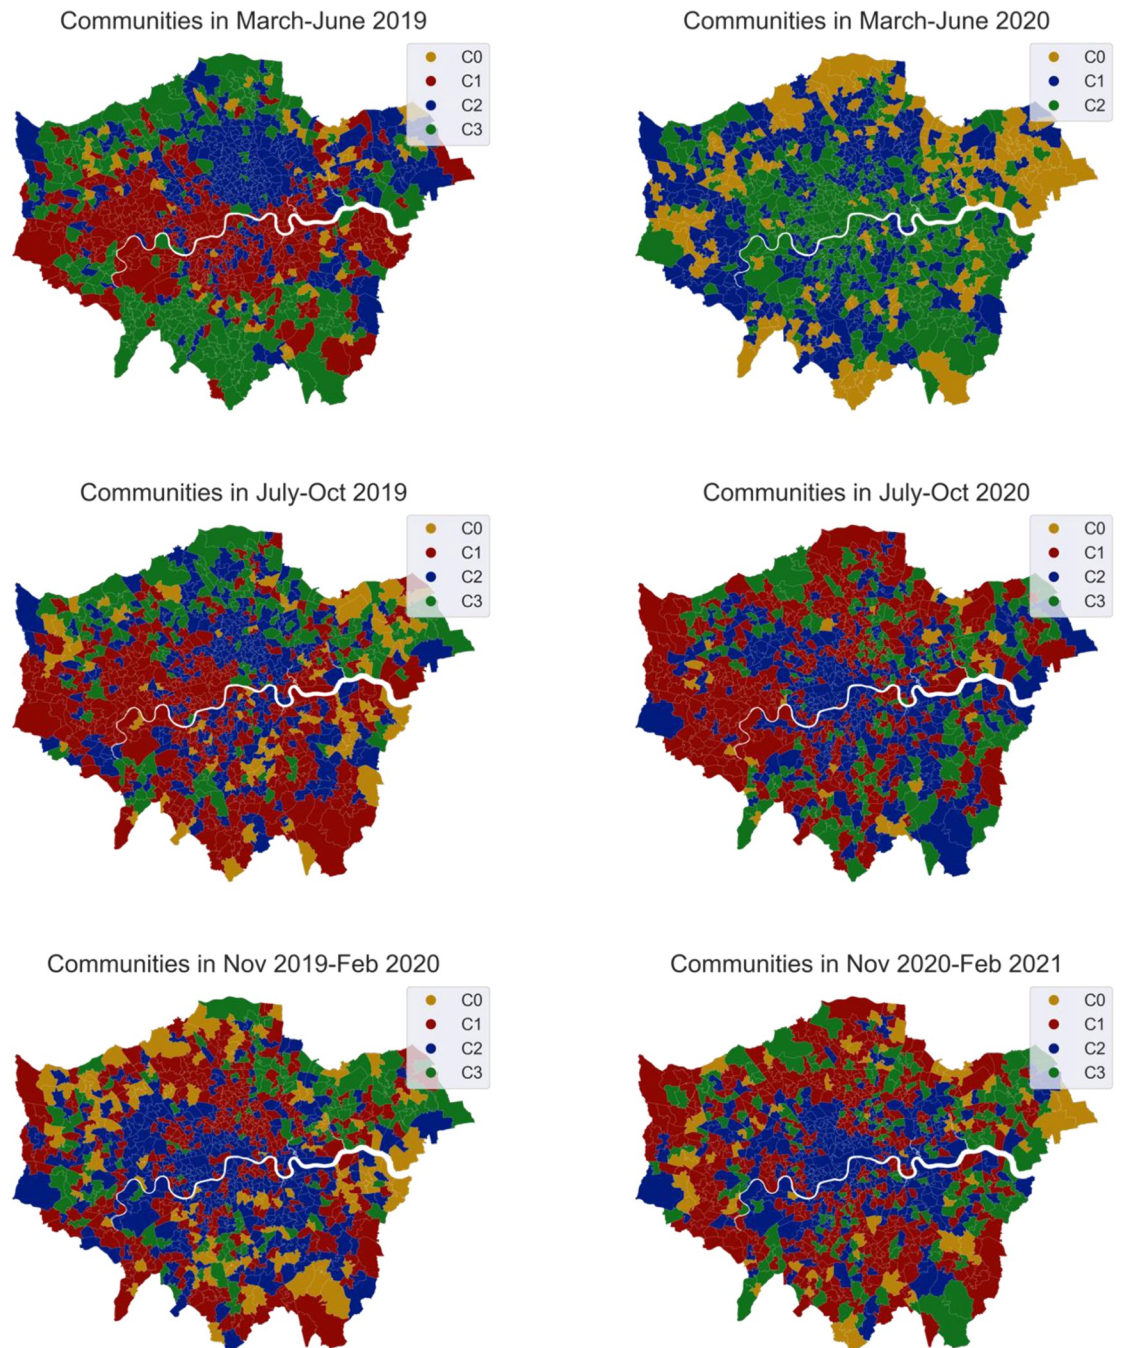 Communities in March-June 2019
C0
C1
C2
C3
Communities in March-June 2020
C0
C1
C2
Communities in July-Oct 2019
C0
C1
C2
C3
Communities in July-Oct 2020
C0
C1
C2
C3
Communities in Nov 2019-Feb 2020
C0
C1
C2
C3
Communities in Nov 2020-Feb 2021
C0
C1
C2
C3